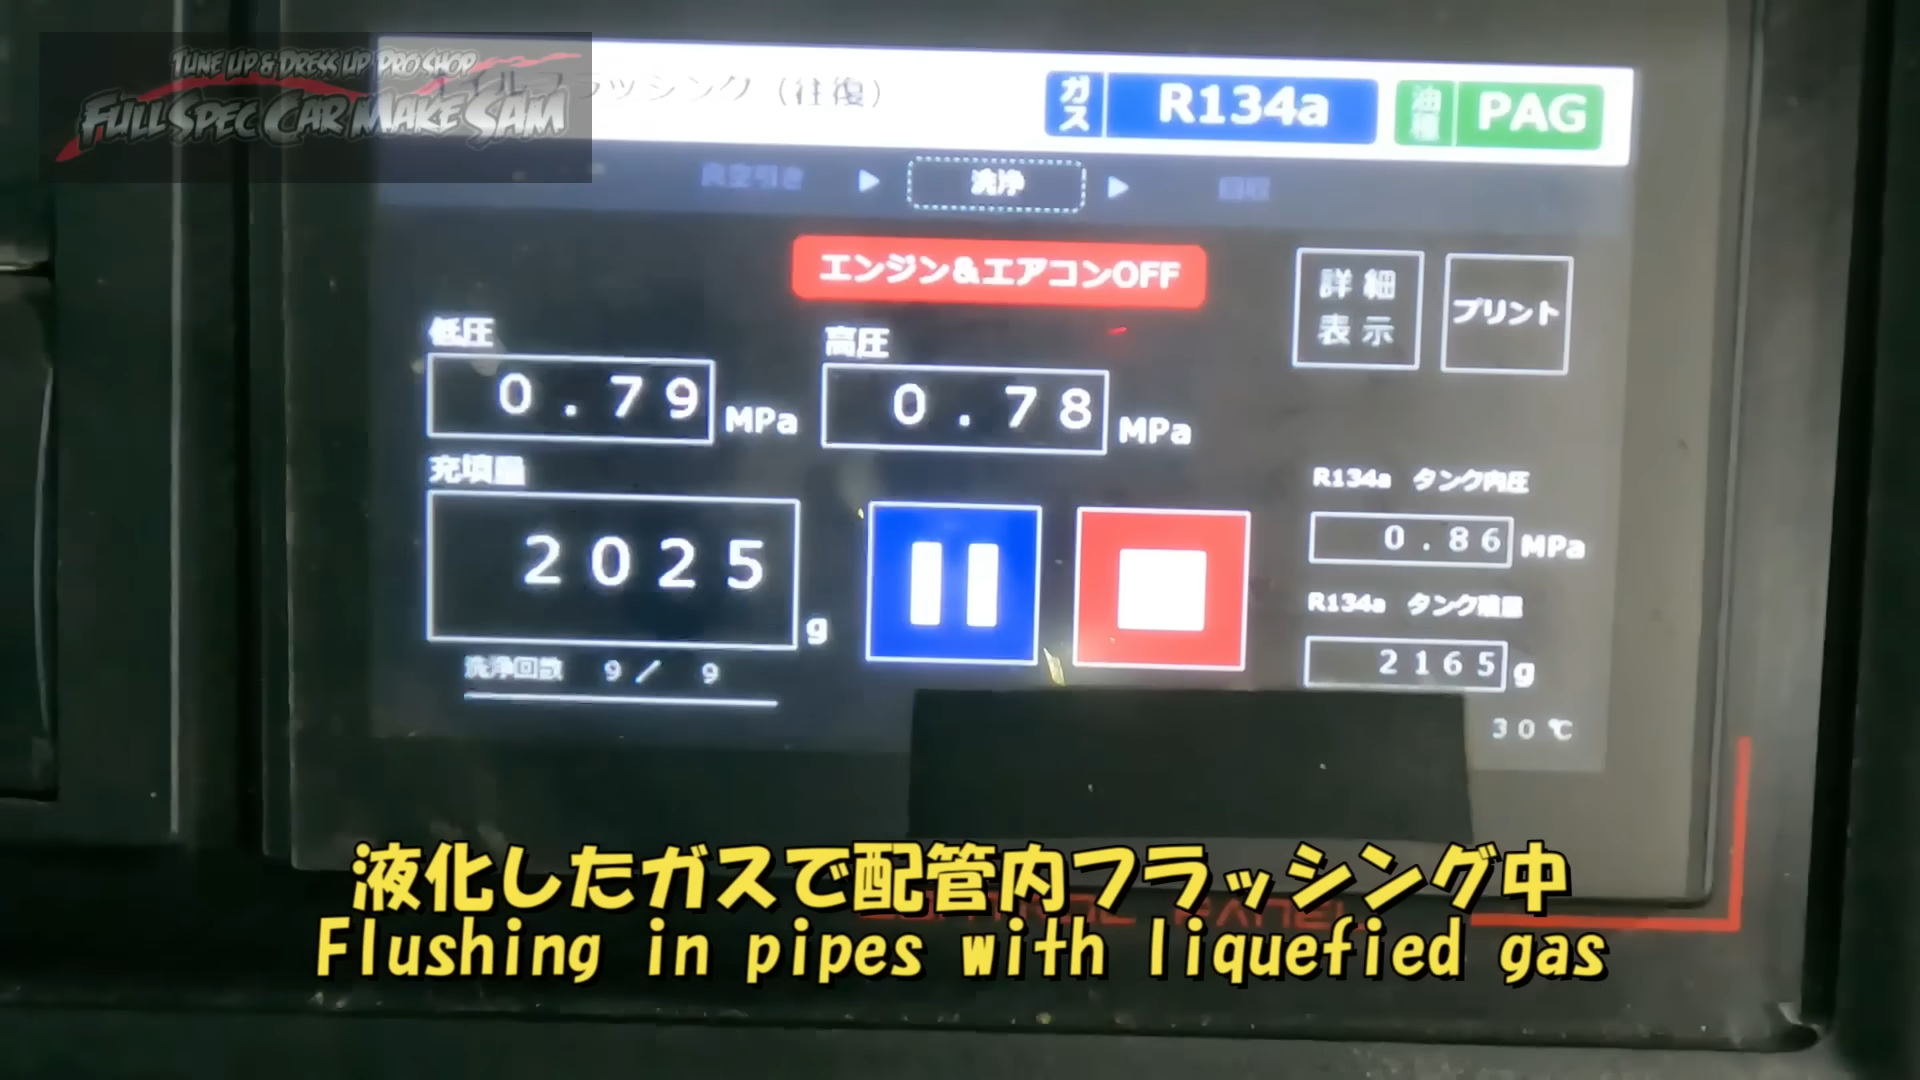 TUNE UP & DRESS UP PRO SHOP
FULL SPEC CAR MAKE SAM
オイルフラッシング（往復）
ガス R134a 油種 PAG
真空引き ▶ 洗浄 ▶ 回収
エンジン&エアコンOFF
詳細表示
プリント
低圧
0.79 MPa
高圧
0.78 MPa
充填量
2025 g
洗浄回数 9/ 9
R134a タンク内圧
0.86 MPa
R134a タンク残量
2165 g
30℃
液化したガスで配管内フラッシング中
Flushing in pipes with liquefied gas